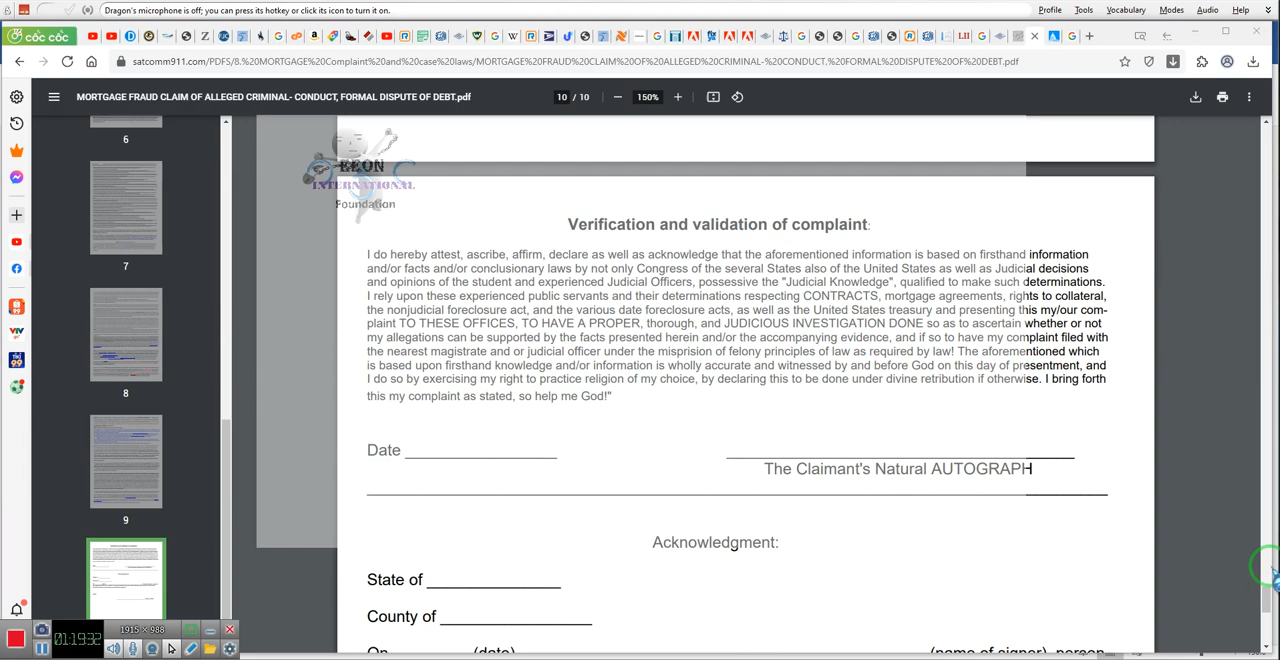 Dragon's microphone is off; you can press its hotkey or click its icon to turn it on.
Profile Tools Vocabulary Modes Audio Help
cốc cốc
satcomm911.com/PDFS/8.%20MORTGAGE%20Complaint%20and%20case%20laws/MORTGAGE%20FRAUD%20CLAIM%20OF%20ALLEGED%20CRIMINAL-%20CONDUCT,%20FORMAL%20DISPUTE%20OF%20DEBT.pdf
MORTGAGE FRAUD CLAIM OF ALLEGED CRIMINAL- CONDUCT, FORMAL DISPUTE OF DEBT.pdf
10 / 10
150%
6
7
8
9
EEON
INTERNATIONAL
Foundation
Verification and validation of complaint:
I do hereby attest, ascribe, affirm, declare as well as acknowledge that the aforementioned information is based on firsthand information
and/or facts and/or conclusionary laws by not only Congress of the several States also of the United States as well as Judicial decisions
and opinions of the student and experienced Judicial Officers, possessive the "Judicial Knowledge", qualified to make such determinations.
I rely upon these experienced public servants and their determinations respecting CONTRACTS, mortgage agreements, rights to collateral,
the nonjudicial foreclosure act, and the various date foreclosure acts, as well as the United States treasury and presenting this my/our com-
plaint TO THESE OFFICES, TO HAVE A PROPER, thorough, and JUDICIOUS INVESTIGATION DONE so as to ascertain whether or not
my allegations can be supported by the facts presented herein and/or the accompanying evidence, and if so to have my complaint filed with
the nearest magistrate and or judicial officer under the misprision of felony principles of law as required by law! The aforementioned which
is based upon firsthand knowledge and/or information is wholly accurate and witnessed by and before God on this day of presentment, and
I do so by exercising my right to practice religion of my choice, by declaring this to be done under divine retribution if otherwise. I bring forth
this my complaint as stated, so help me God!"
Date
The Claimant's Natural AUTOGRAPH
Acknowledgment:
State of
County of
On (date) (name of signer), person
1915 × 988
01:19:32